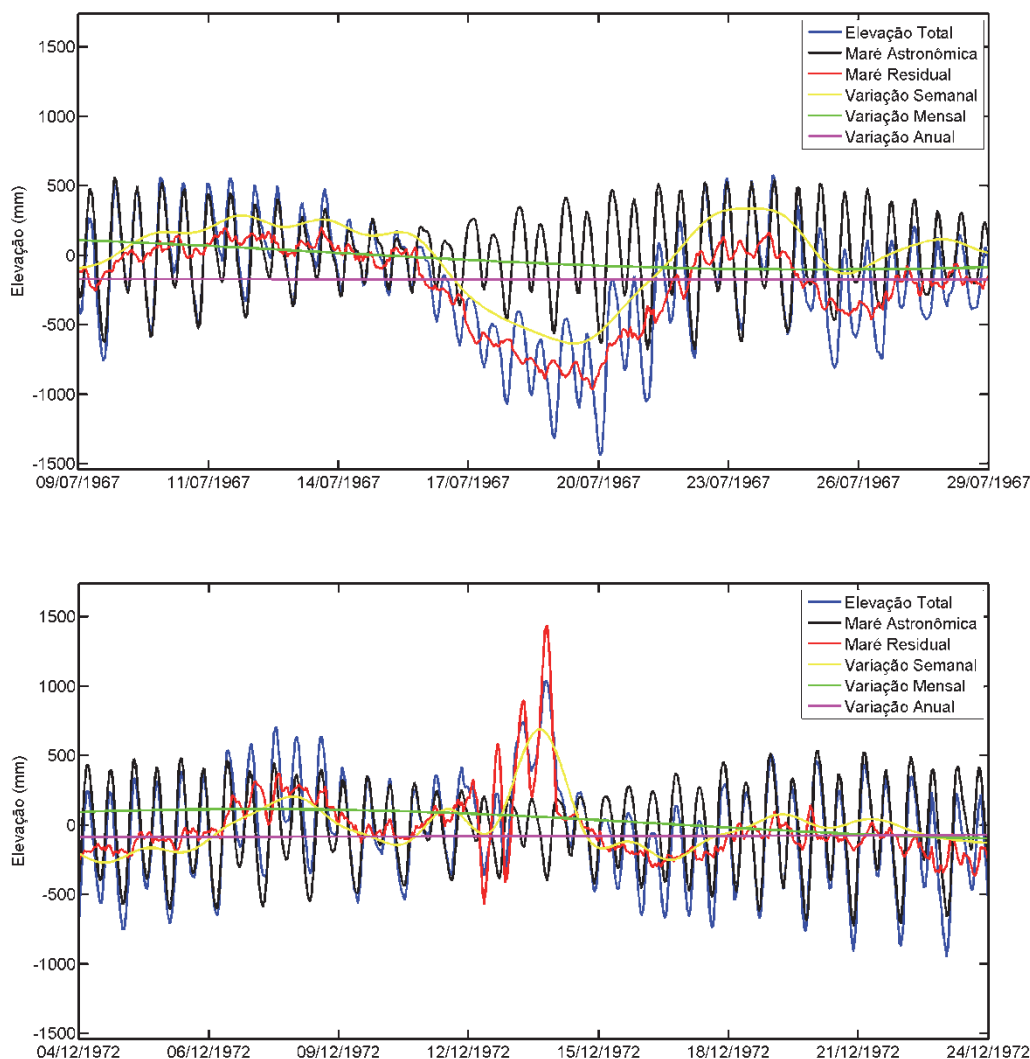 1500
1000
500
0
-500
-1000
-1500
Elevação (mm)
Elevação Total
Maré Astronômica
Maré Residual
Variação Semanal
Variação Mensal
Variação Anual
09/07/1967 11/07/1967 14/07/1967 17/07/1967 20/07/1967 23/07/1967 26/07/1967 29/07/1967
1500
1000
500
0
-500
-1000
-1500
Elevação (mm)
Elevação Total
Maré Astronômica
Maré Residual
Variação Semanal
Variação Mensal
Variação Anual
04/12/1972 06/12/1972 09/12/1972 12/12/1972 15/12/1972 18/12/1972 21/12/1972 24/12/1972